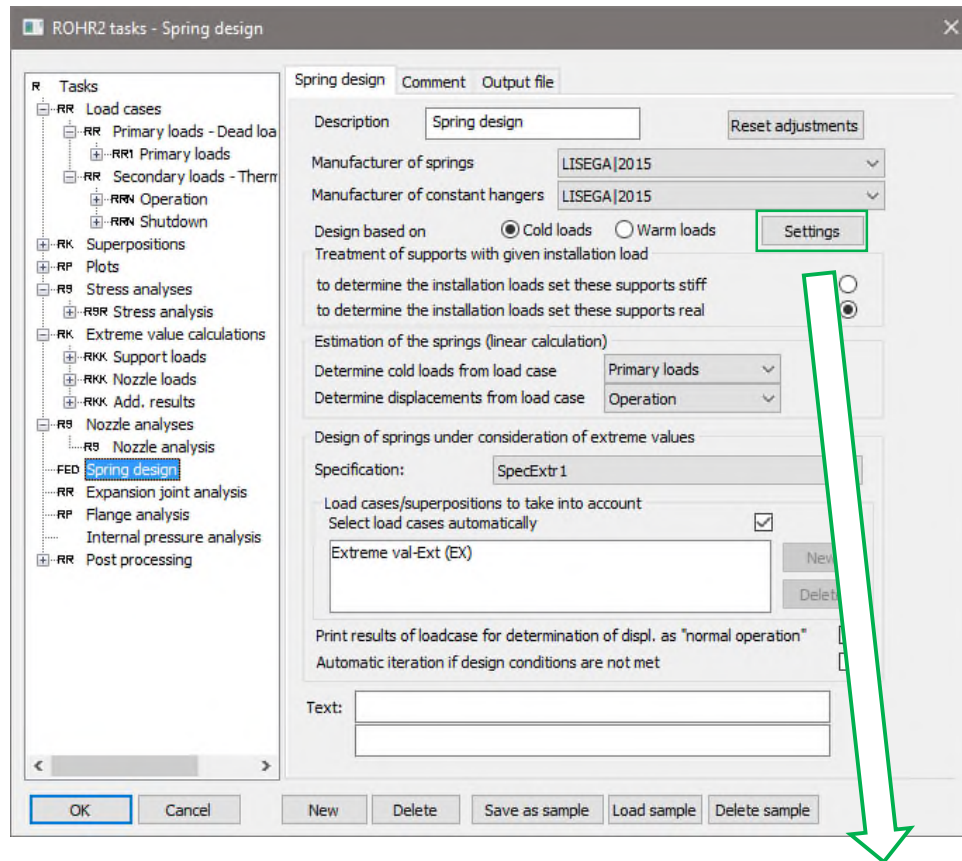 ROHR2 tasks - Spring design
R Tasks
RR Load cases
RR Primary loads - Dead loa
RR1 Primary loads
RR Secondary loads - Therm
RRN Operation
RRN Shutdown
RK Superpositions
RP Plots
R9 Stress analyses
R9R Stress analysis
RK Extreme value calculations
RKK Support loads
RKK Nozzle loads
RKK Add. results
R9 Nozzle analyses
R9 Nozzle analysis
FED Spring design
RR Expansion joint analysis
RP Flange analysis
Internal pressure analysis
RR Post processing
Spring design Comment Output file
Description Spring design Reset adjustments
Manufacturer of springs LISEGA|2015
Manufacturer of constant hangers LISEGA|2015
Design based on Cold loads Warm loads Settings
Treatment of supports with given installation load
to determine the installation loads set these supports stiff
to determine the installation loads set these supports real
Estimation of the springs (linear calculation)
Determine cold loads from load case Primary loads
Determine displacements from load case Operation
Design of springs under consideration of extreme values
Specification: SpecExtr1
Load cases/superpositions to take into account
Select load cases automatically
Extreme val-Ext (EX)
New
Delet
Print results of loadcase for determination of displ. as "normal operation"
Automatic iteration if design conditions are not met
Text:
OK Cancel New Delete Save as sample Load sample Delete sample